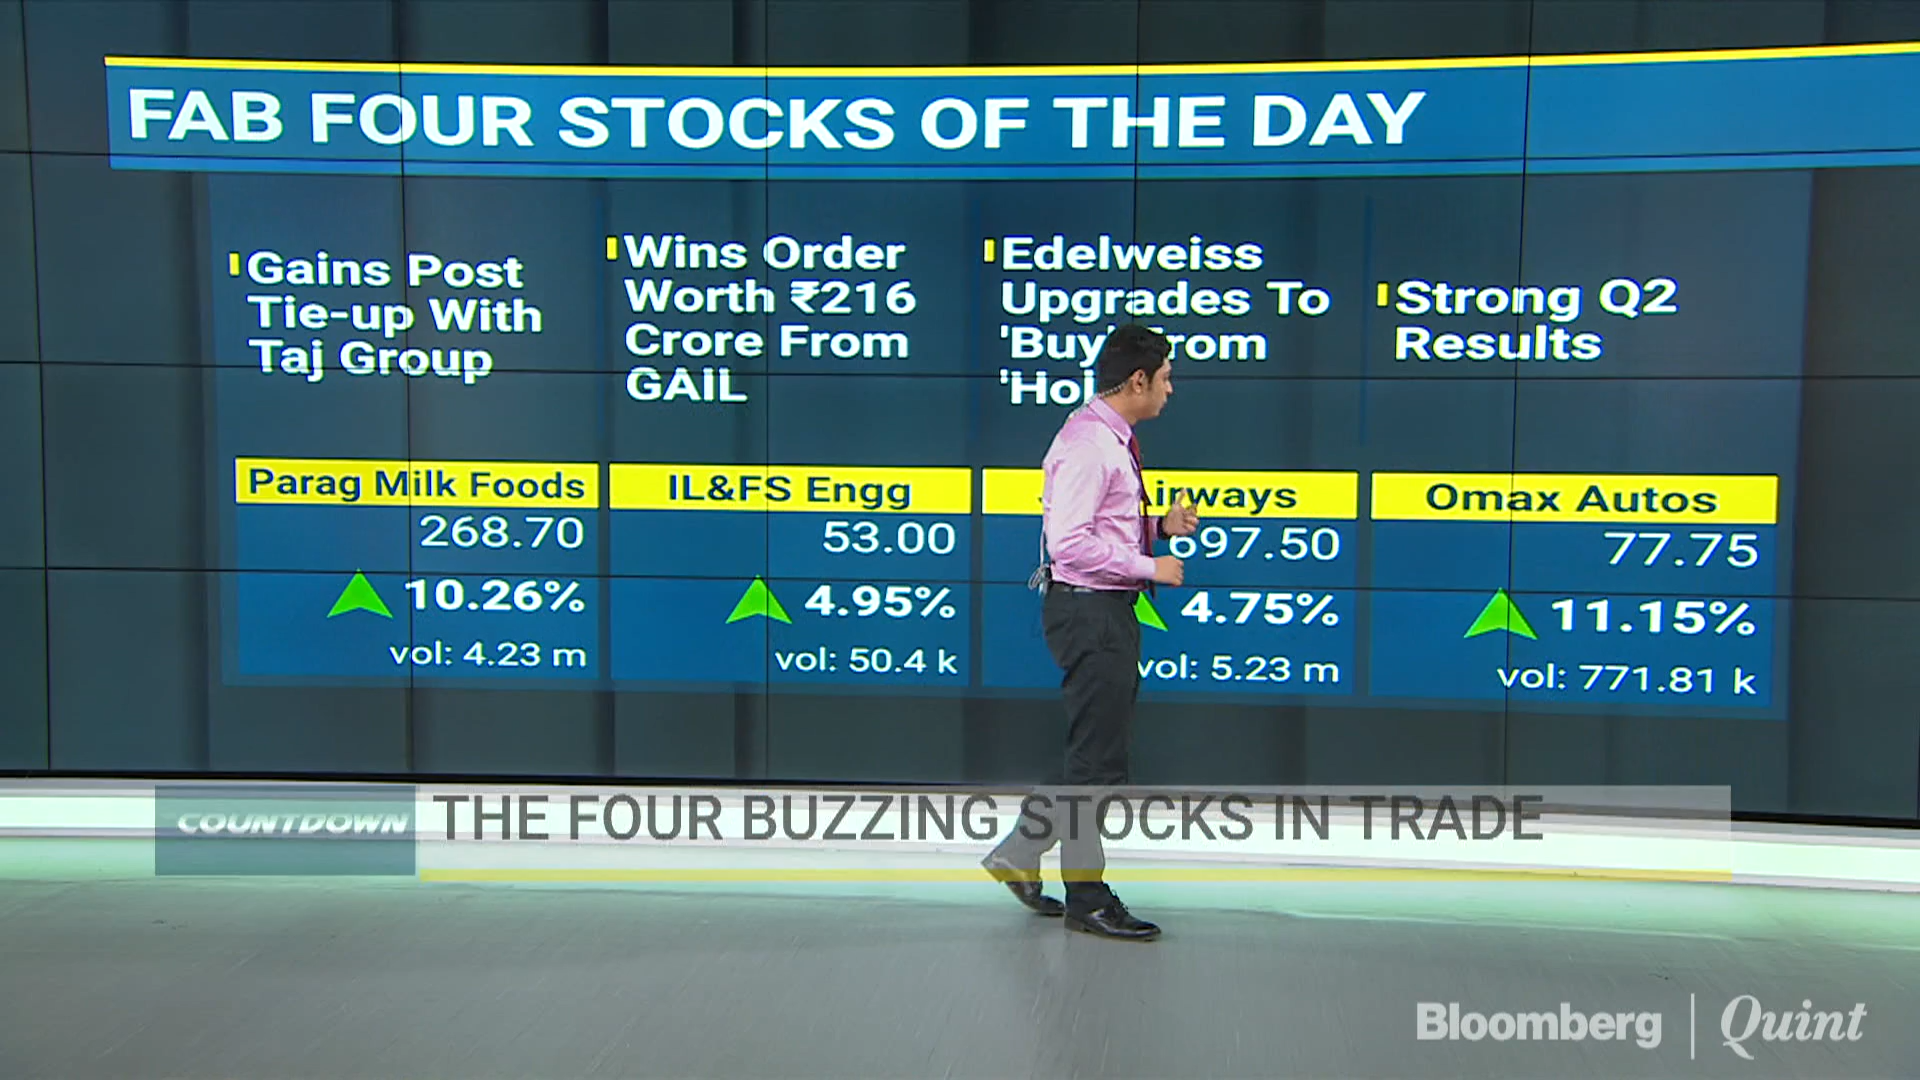 FAB FOUR STOCKS OF THE DAY
Gains Post
Tie-up With
Taj Group
Wins Order
Worth ₹216
Crore From
GAIL
Edelweiss
Upgrades To
'Buy'
Strong Q2
Results
Parag Milk Foods
268.70
10.26%
vol: 4.23 m
IL&FS Engg
53.00
4.95%
vol: 50.4 k
697.50
4.75%
vol: 5.23 m
Omax Autos
77.75
11.15%
vol: 771.81 k
COUNTDOWN
THE FOUR BUZZING STOCKS IN TRADE
Bloomberg | Quint